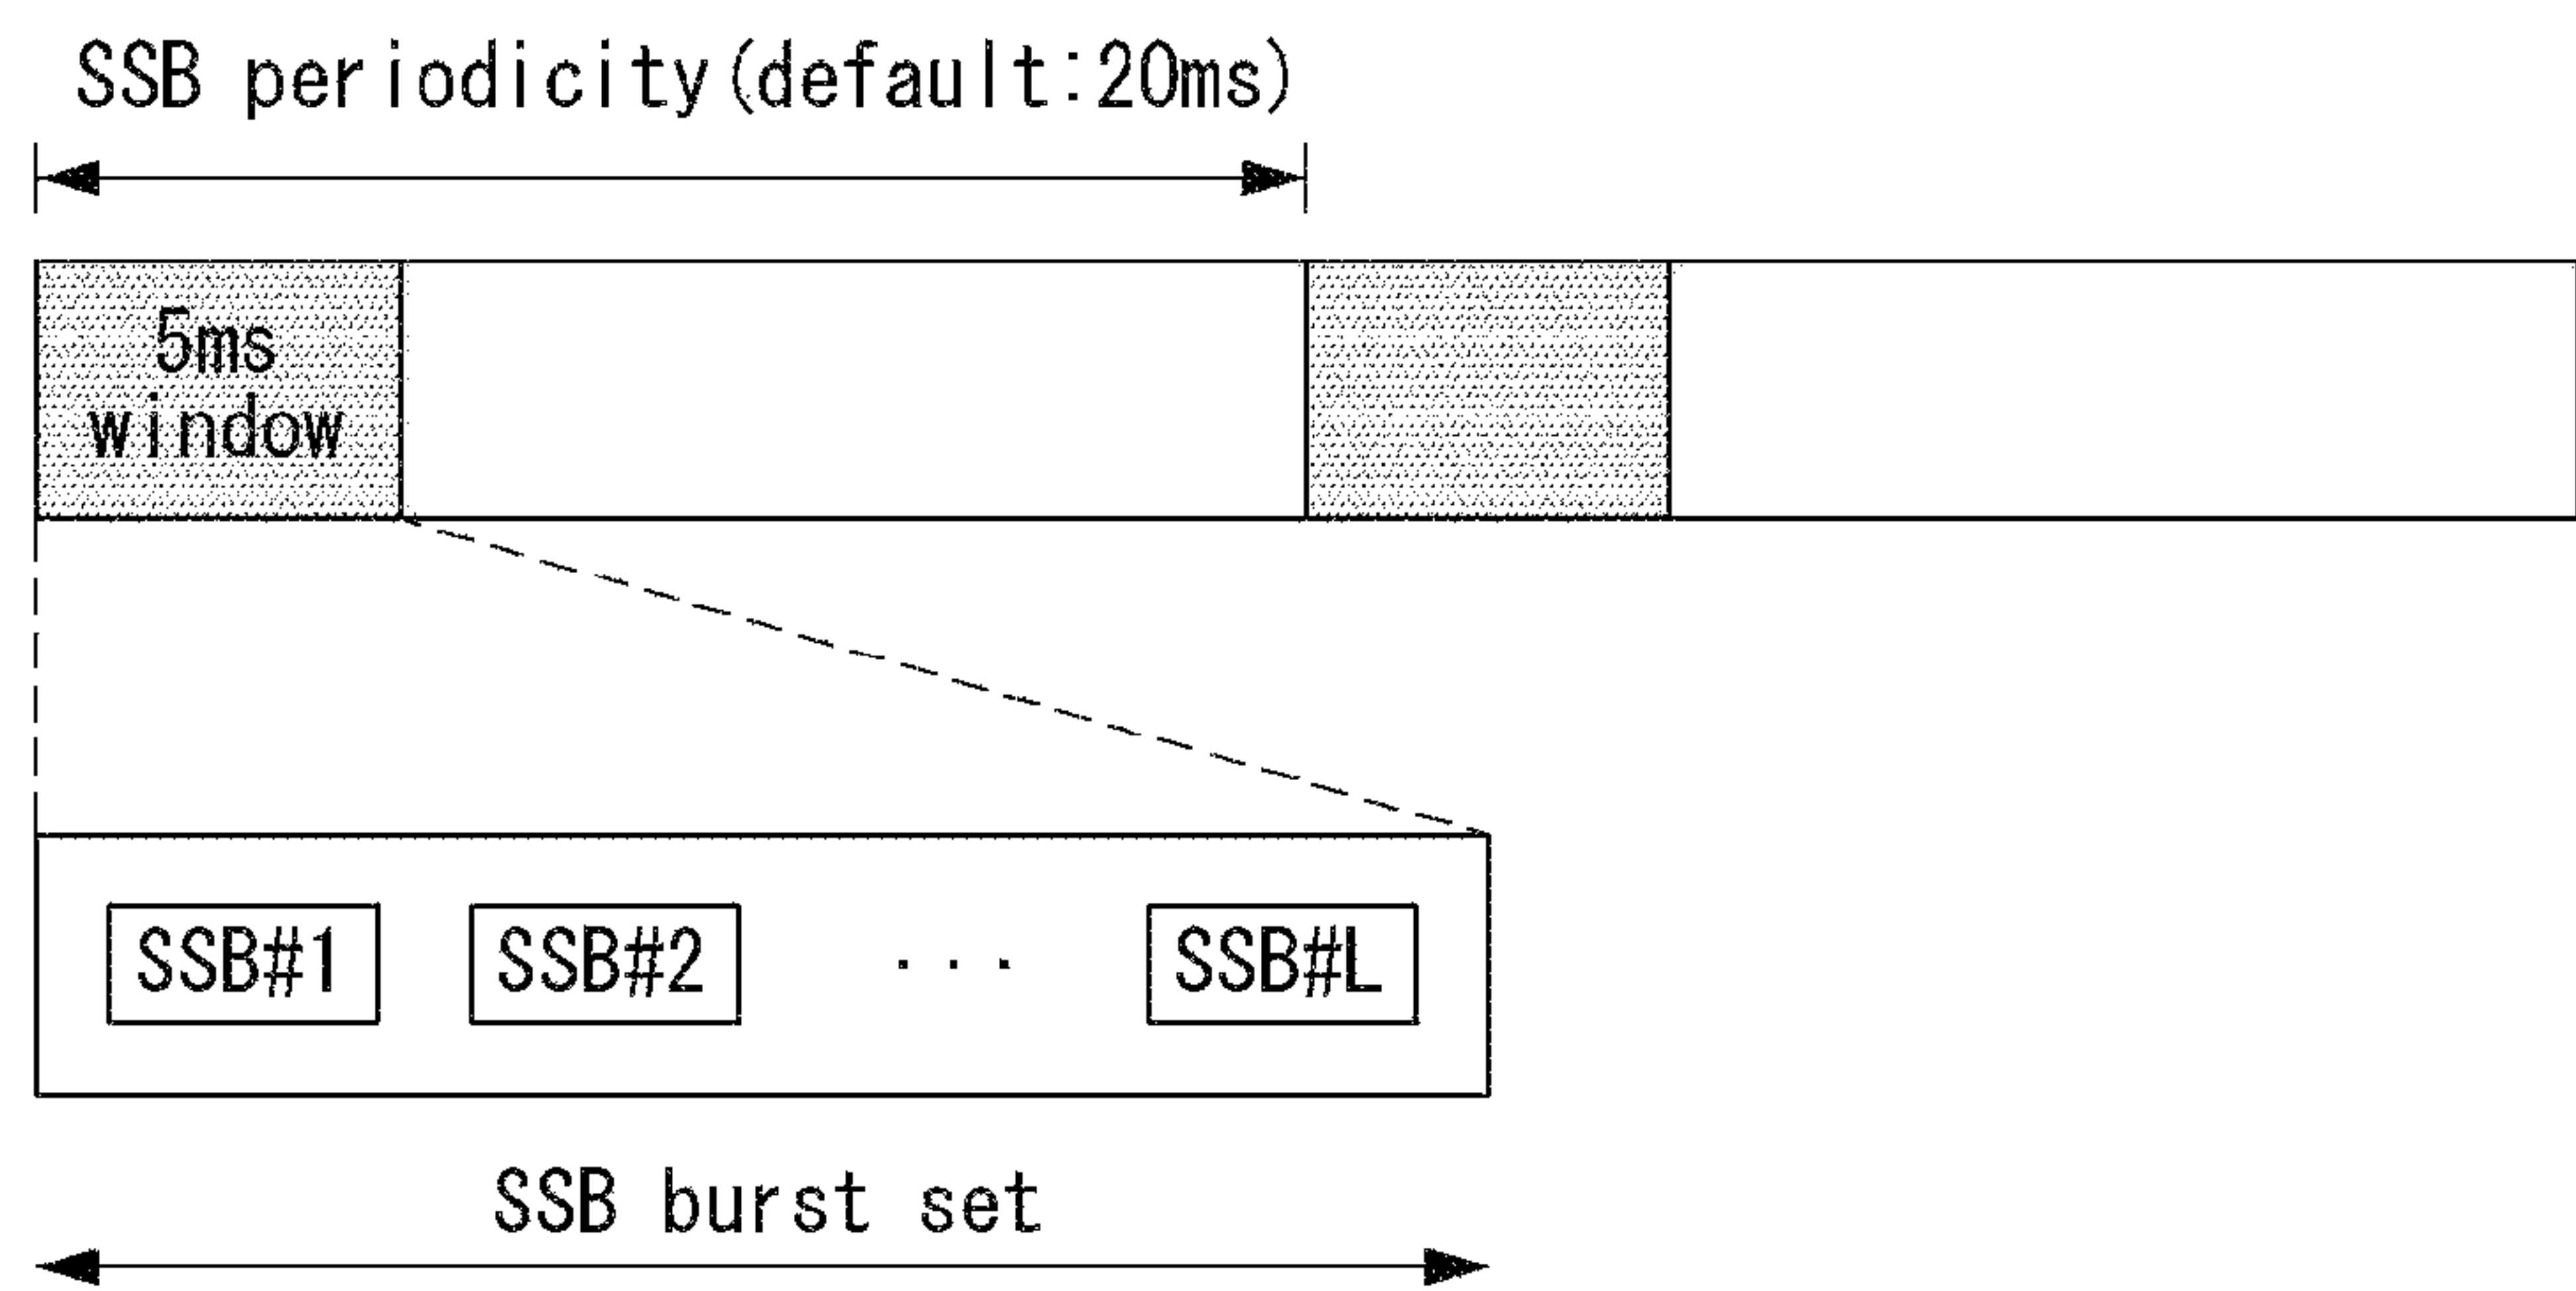 SSB periodicity(default:20ms)
5ms
window
SSB#1 SSB#2 ... SSB#L
SSB burst set